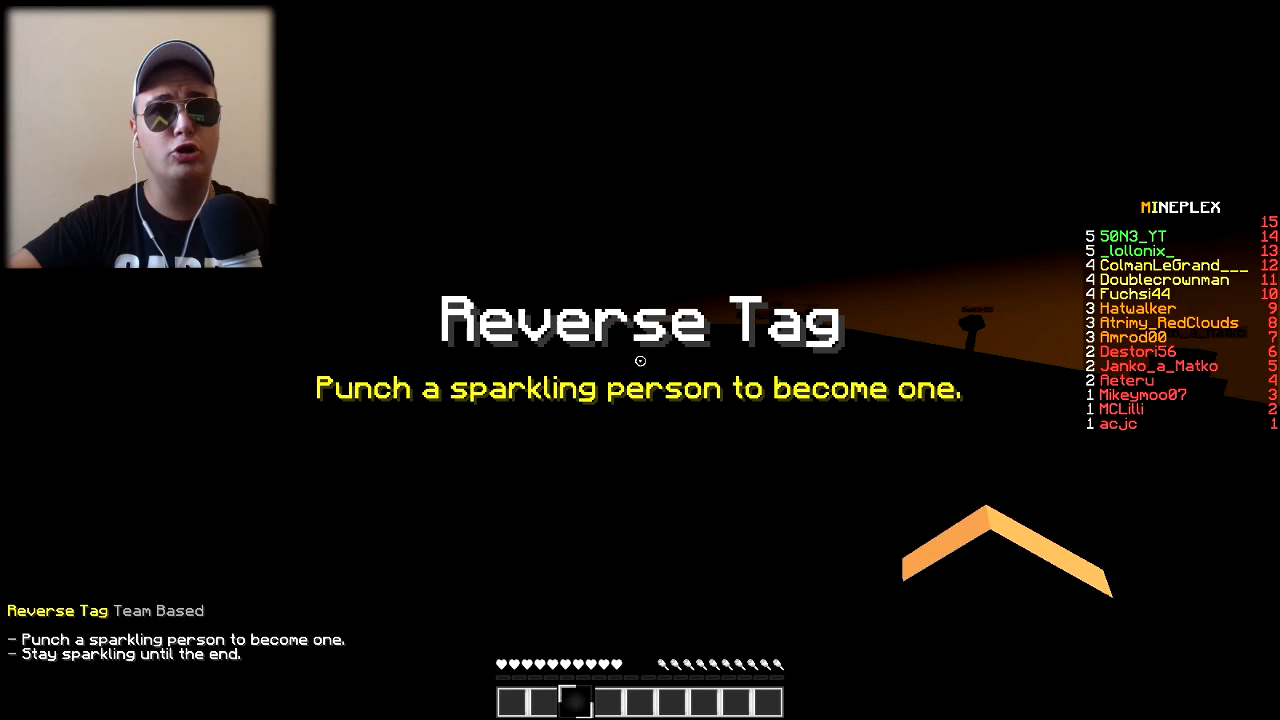 MINEPLEX
15
5 50N3_YT 14
5 _lollonix_ 13
4 ColmanLeGrand___ 12
4 Doublecrownman 11
4 Fuchsi44 10
3 Hatwalker 9
3 Atrimy_RedClouds 8
3 Amrod00 7
2 Destori56 6
2 Janko_a_Matko 5
2 Aeteru 4
1 Mikeymoo07 3
1 MCLilli 2
1 acjc 1
Reverse Tag
Punch a sparkling person to become one.
Reverse Tag Team Based
- Punch a sparkling person to become one.
- Stay sparkling until the end.